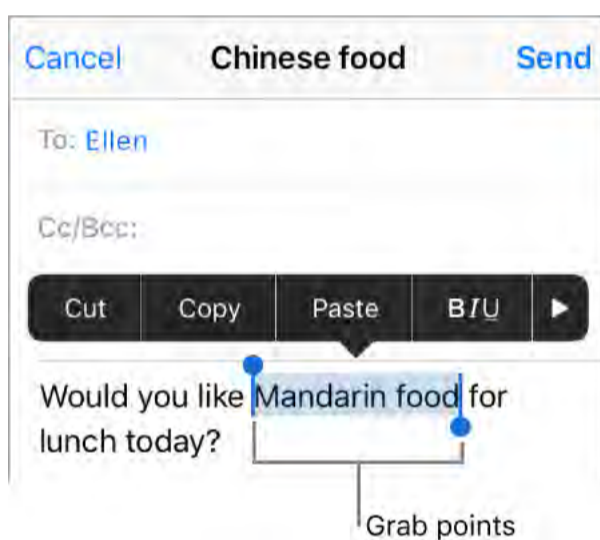 Cancel Chinese food Send
To: Ellen
Cc/Bcc:
Cut Copy Paste BIU
Would you like Mandarin food for
lunch today?
Grab points